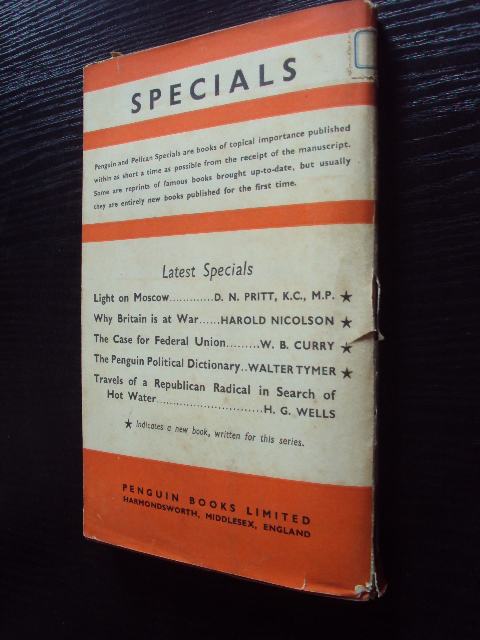 SPECIALS
Penguin and Pelican Specials are books of topical importance published
within as short a time as possible from the receipt of the manuscript.
Some are reprints of famous books brought up-to-date, but usually
they are entirely new books published for the first time.
Latest Specials
Light on Moscow.............D. N. PRITT, K.C., M.P. ★
Why Britain is at War......HAROLD NICOLSON ★
The Case for Federal Union.........W. B. CURRY ★
The Penguin Political Dictionary..WALTER TYMER ★
Travels of a Republican Radical in Search of
Hot Water..............................H. G. WELLS
★ Indicates a new book, written for this series.
PENGUIN BOOKS LIMITED
HARMONDSWORTH, MIDDLESEX, ENGLAND